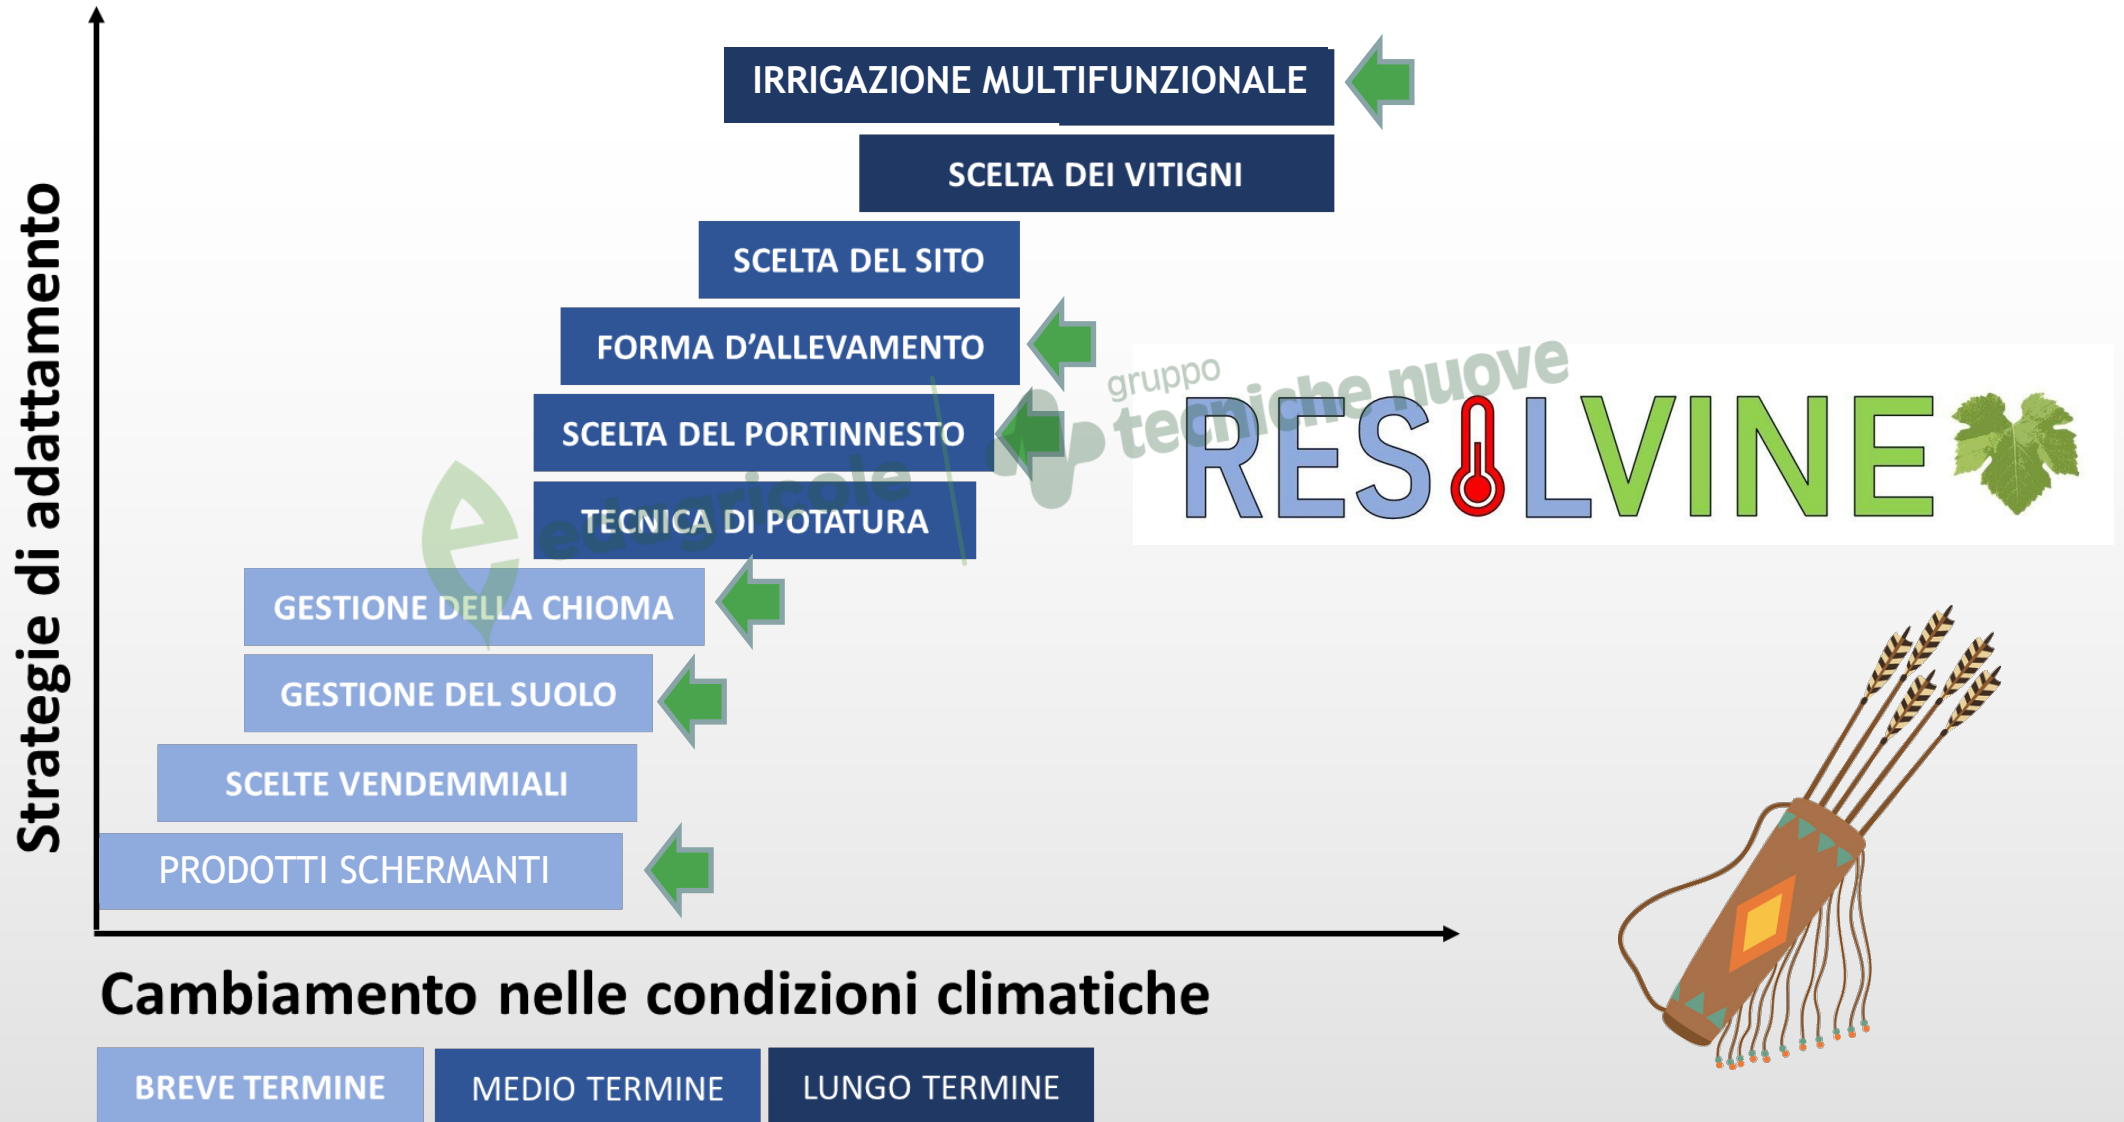 Strategie di adattamento
IRRIGAZIONE MULTIFUNZIONALE
SCELTA DEI VITIGNI
SCELTA DEL SITO
FORMA D’ALLEVAMENTO
SCELTA DEL PORTINNESTO
TECNICA DI POTATURA
GESTIONE DELLA CHIOMA
GESTIONE DEL SUOLO
SCELTE VENDEMMIALI
PRODOTTI SCHERMANTI
edagricole
gruppo
tecniche nuove
RESILVINE
Cambiamento nelle condizioni climatiche
BREVE TERMINE
MEDIO TERMINE
LUNGO TERMINE